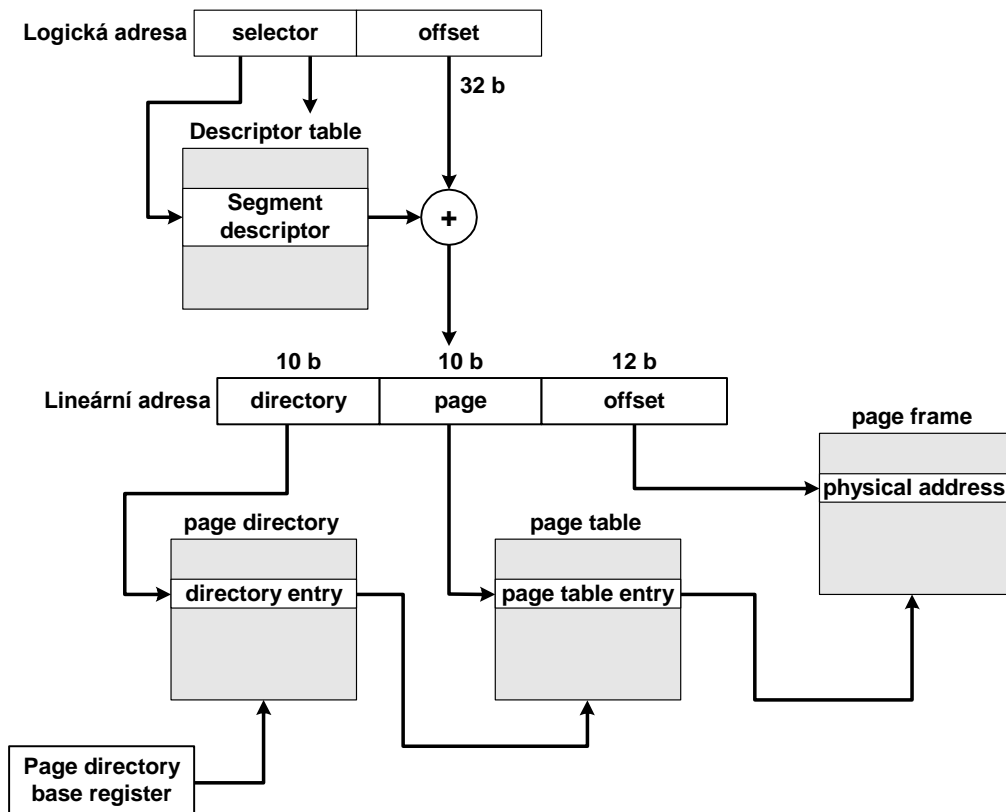 Logická adresa
selector
offset
32 b
Descriptor table
Segment
descriptor
+
10 b
10 b
12 b
Lineární adresa
directory
page
offset
page frame
physical address
page directory
page table
directory entry
page table entry
Page directory
base register